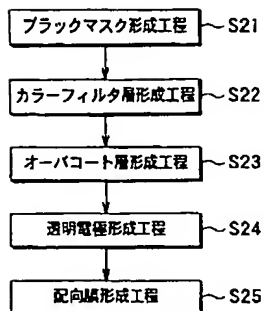 ブラックマスク形成工程 ~S21
カラーフィルタ層形成工程 ~S22
オーバコート層形成工程 ~S23
透明電極形成工程 ~S24
配向膜形成工程 ~S25